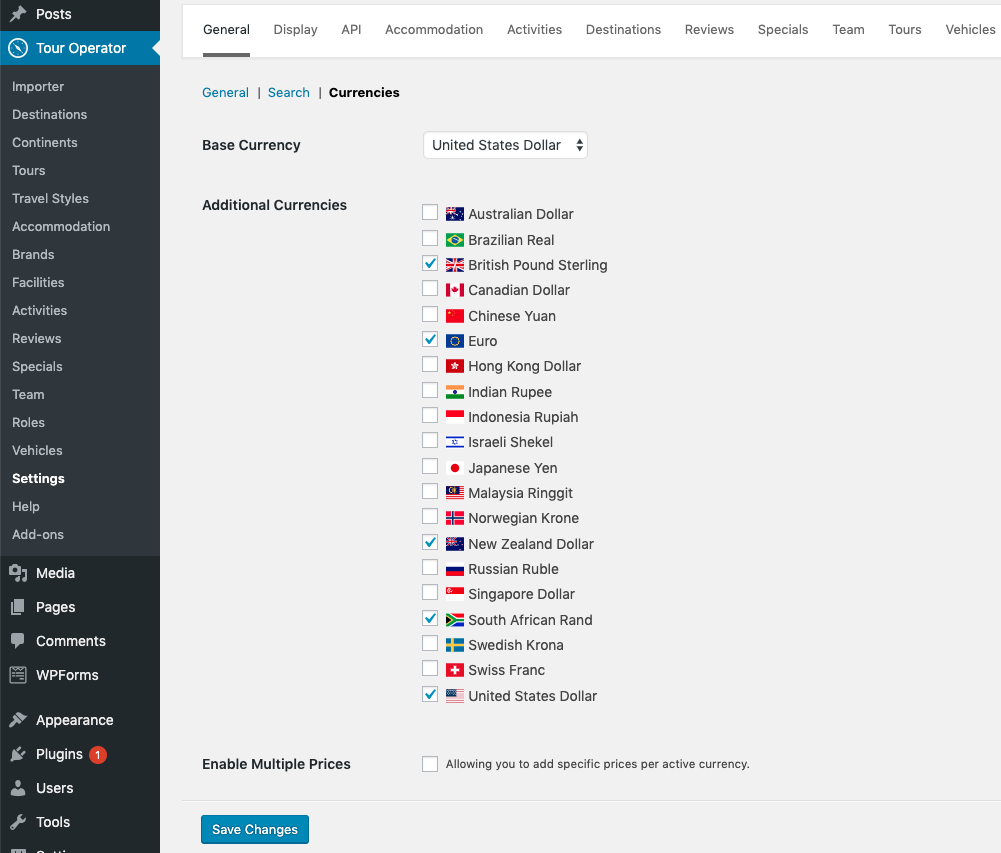 Posts
Tour Operator
Importer
Destinations
Continents
Tours
Travel Styles
Accommodation
Brands
Facilities
Activities
Reviews
Specials
Team
Roles
Vehicles
Settings
Help
Add-ons
Media
Pages
Comments
WPForms
Appearance
Plugins 1
Users
Tools
General Display API Accommodation Activities Destinations Reviews Specials Team Tours Vehicles
General | Search | Currencies
Base Currency United States Dollar
Additional Currencies
Australian Dollar
Brazilian Real
British Pound Sterling
Canadian Dollar
Chinese Yuan
Euro
Hong Kong Dollar
Indian Rupee
Indonesia Rupiah
Israeli Shekel
Japanese Yen
Malaysia Ringgit
Norwegian Krone
New Zealand Dollar
Russian Ruble
Singapore Dollar
South African Rand
Swedish Krona
Swiss Franc
United States Dollar
Enable Multiple Prices Allowing you to add specific prices per active currency.
Save Changes